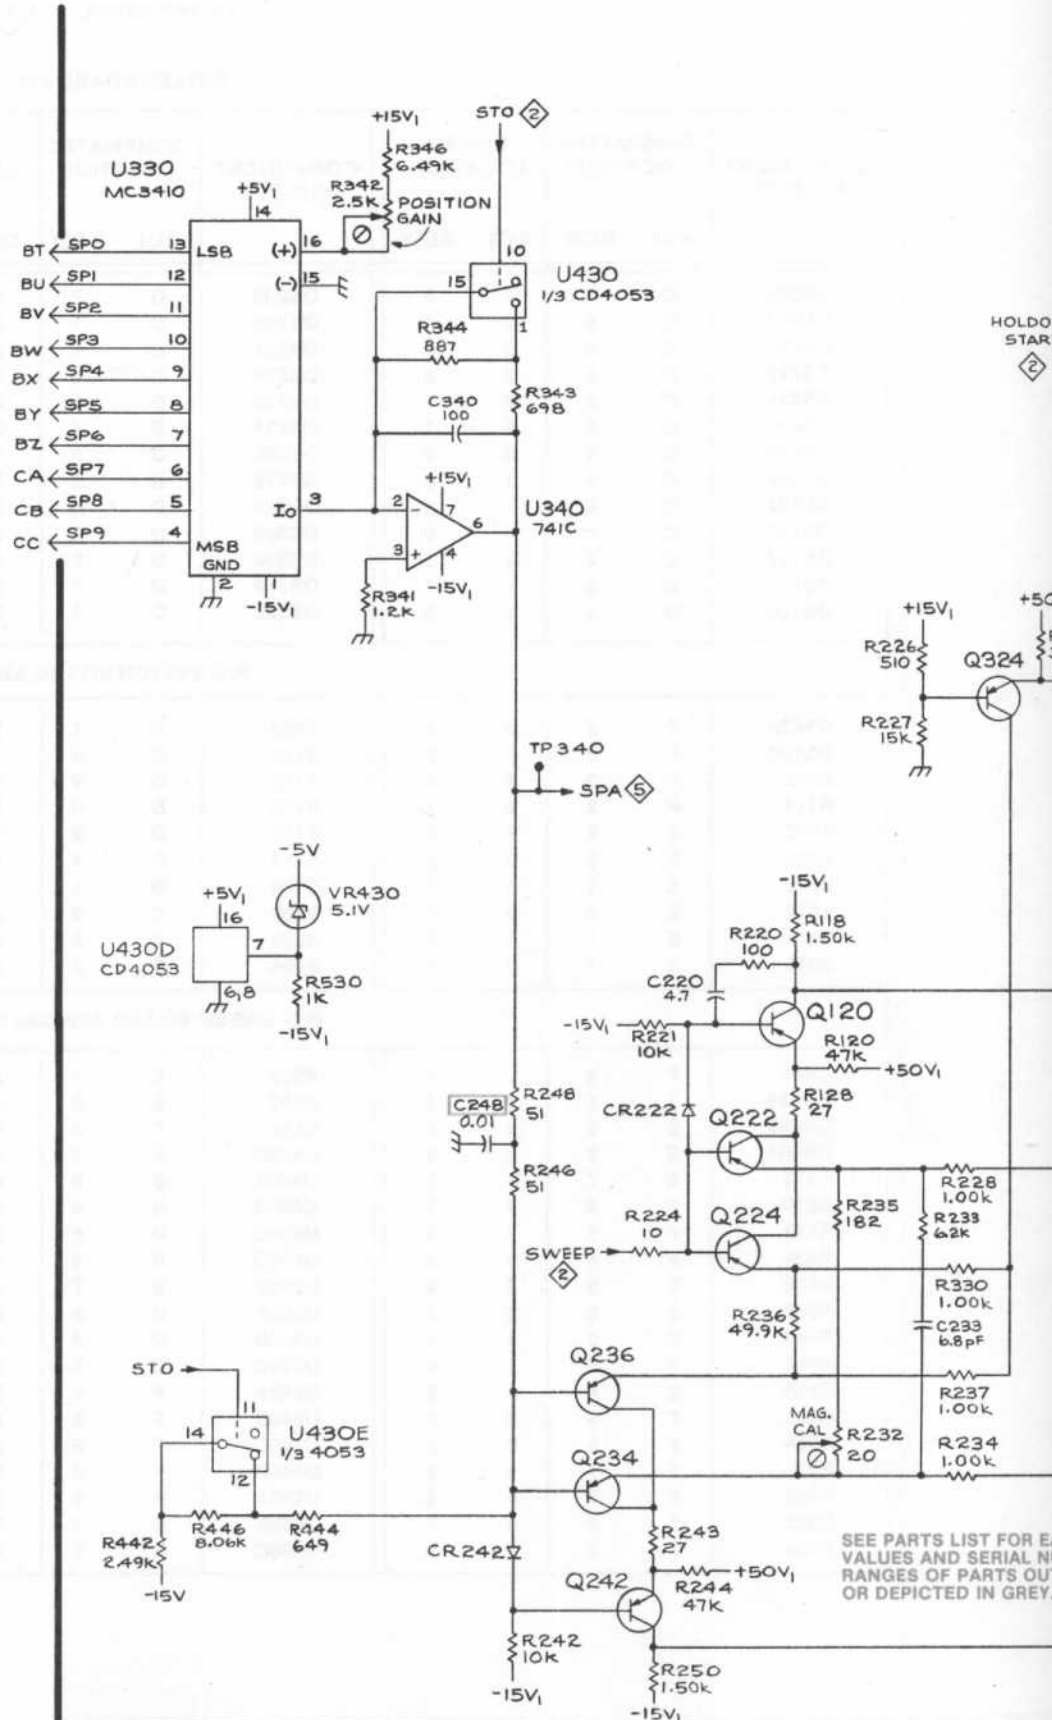 +15V₁
STO 2
R346
6.49K
U330
MC3410
R342
2.5K
POSITION
GAIN
+5V₁
14
BT SP0 13 LSB
(+) 16
BU SP1 12
(-) 15
BV SP2 11
BW SP3 10
BX SP4 9
BY SP5 8
BZ SP6 7
CA SP7 6
CB SP8 5
I₀ 3
CC SP9 4
MSB
GND
2
1
-15V₁
10
15
1
U430
1/3 CD4053
R344
887
R343
698
C340
100
+15V₁
2
-
7
6
3
+
4
U340
741C
-15V₁
R341
1.2K
HOLDO
STAR
2
+15V₁
+50
R226
510
Q324
R227
15K
TP340
SPA 5
-5V
VR430
5.1V
+5V₁
16
U430D
CD4053
7
6,8
R530
1K
-15V₁
-15V₁
R118
1.50K
R220
100
C220
4.7
Q120
-15V₁
R221
10K
R120
47K
+50V₁
R128
27
CR222
Q222
C248
0.01
R248
51
R246
51
R228
1.00K
R235
182
R233
6.2K
R224
10
Q224
SWEEP
2
R330
1.00K
R236
49.9K
C233
6.8pF
Q236
STO
11
14
12
U430E
1/3 4053
R237
1.00K
MAG.
CAL
R232
20
R234
1.00K
Q234
R442
2.49K
R446
8.06K
R444
649
-15V
CR242
R243
27
+50V₁
R244
47K
Q242
R242
10K
-15V₁
R250
1.50K
-15V₁
SEE PARTS LIST FOR EA
VALUES AND SERIAL NU
RANGES OF PARTS OUT
OR DEPICTED IN GREY.